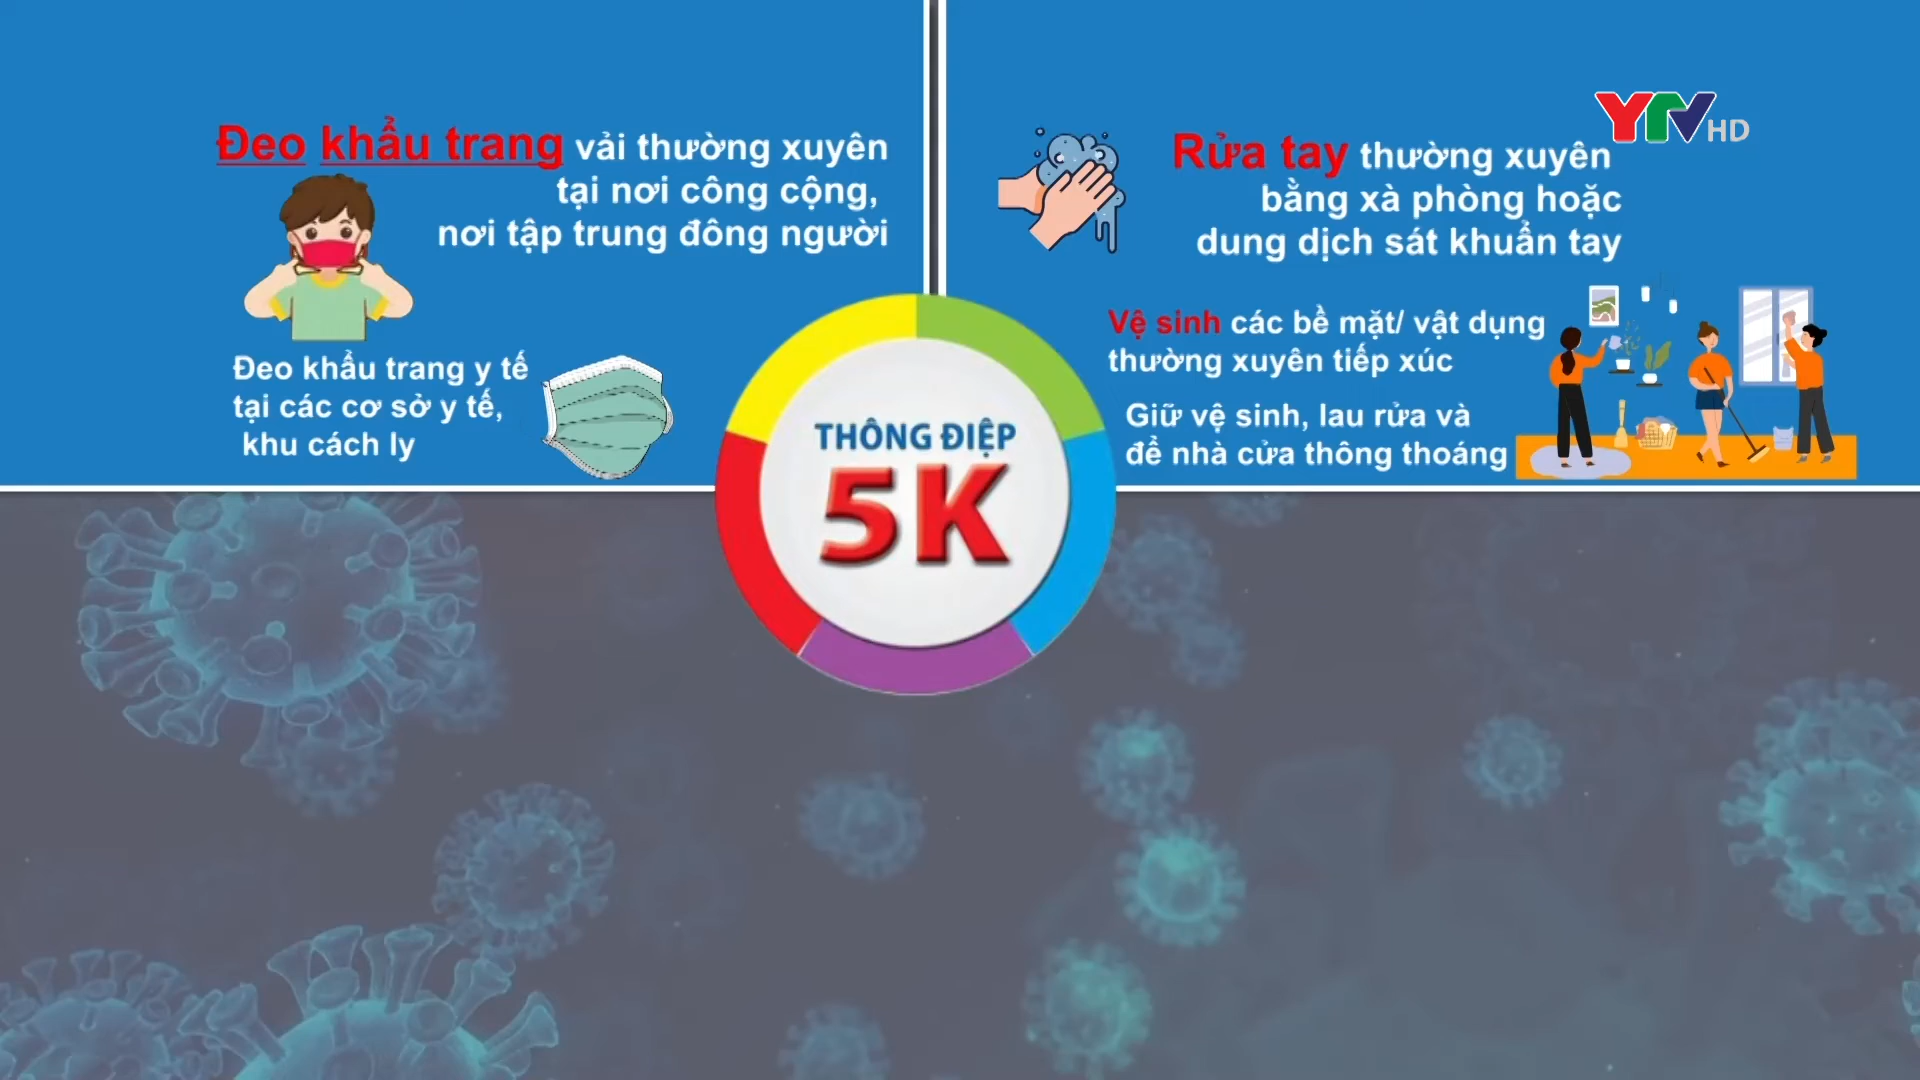 Đeo khẩu trang vải thường xuyên
tại nơi công cộng,
nơi tập trung đông người
Đeo khẩu trang y tế
tại các cơ sở y tế,
khu cách ly
YTV HD
Rửa tay thường xuyên
bằng xà phòng hoặc
dung dịch sát khuẩn tay
Vệ sinh các bề mặt/ vật dụng
thường xuyên tiếp xúc
Giữ vệ sinh, lau rửa và
để nhà cửa thông thoáng
THÔNG ĐIỆP
5K